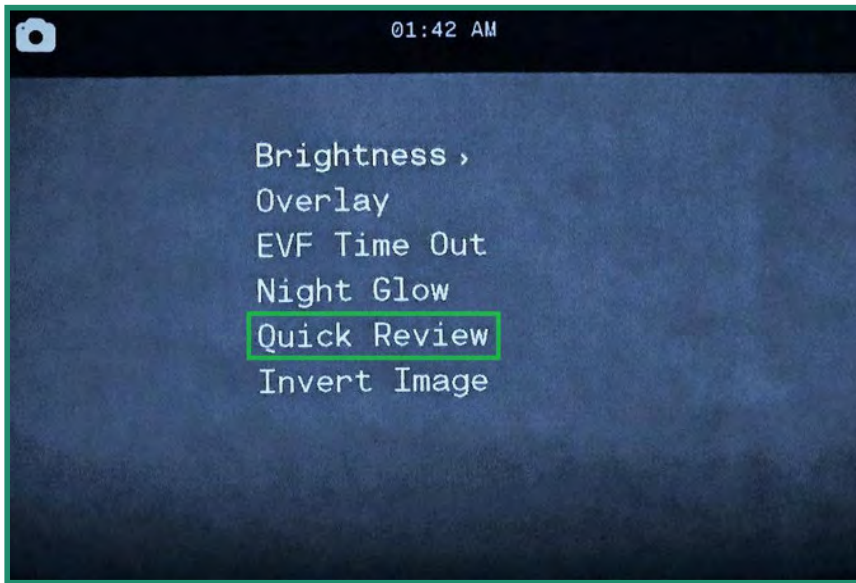 01:42 AM
Brightness ›
Overlay
EVF Time Out
Night Glow
Quick Review
Invert Image